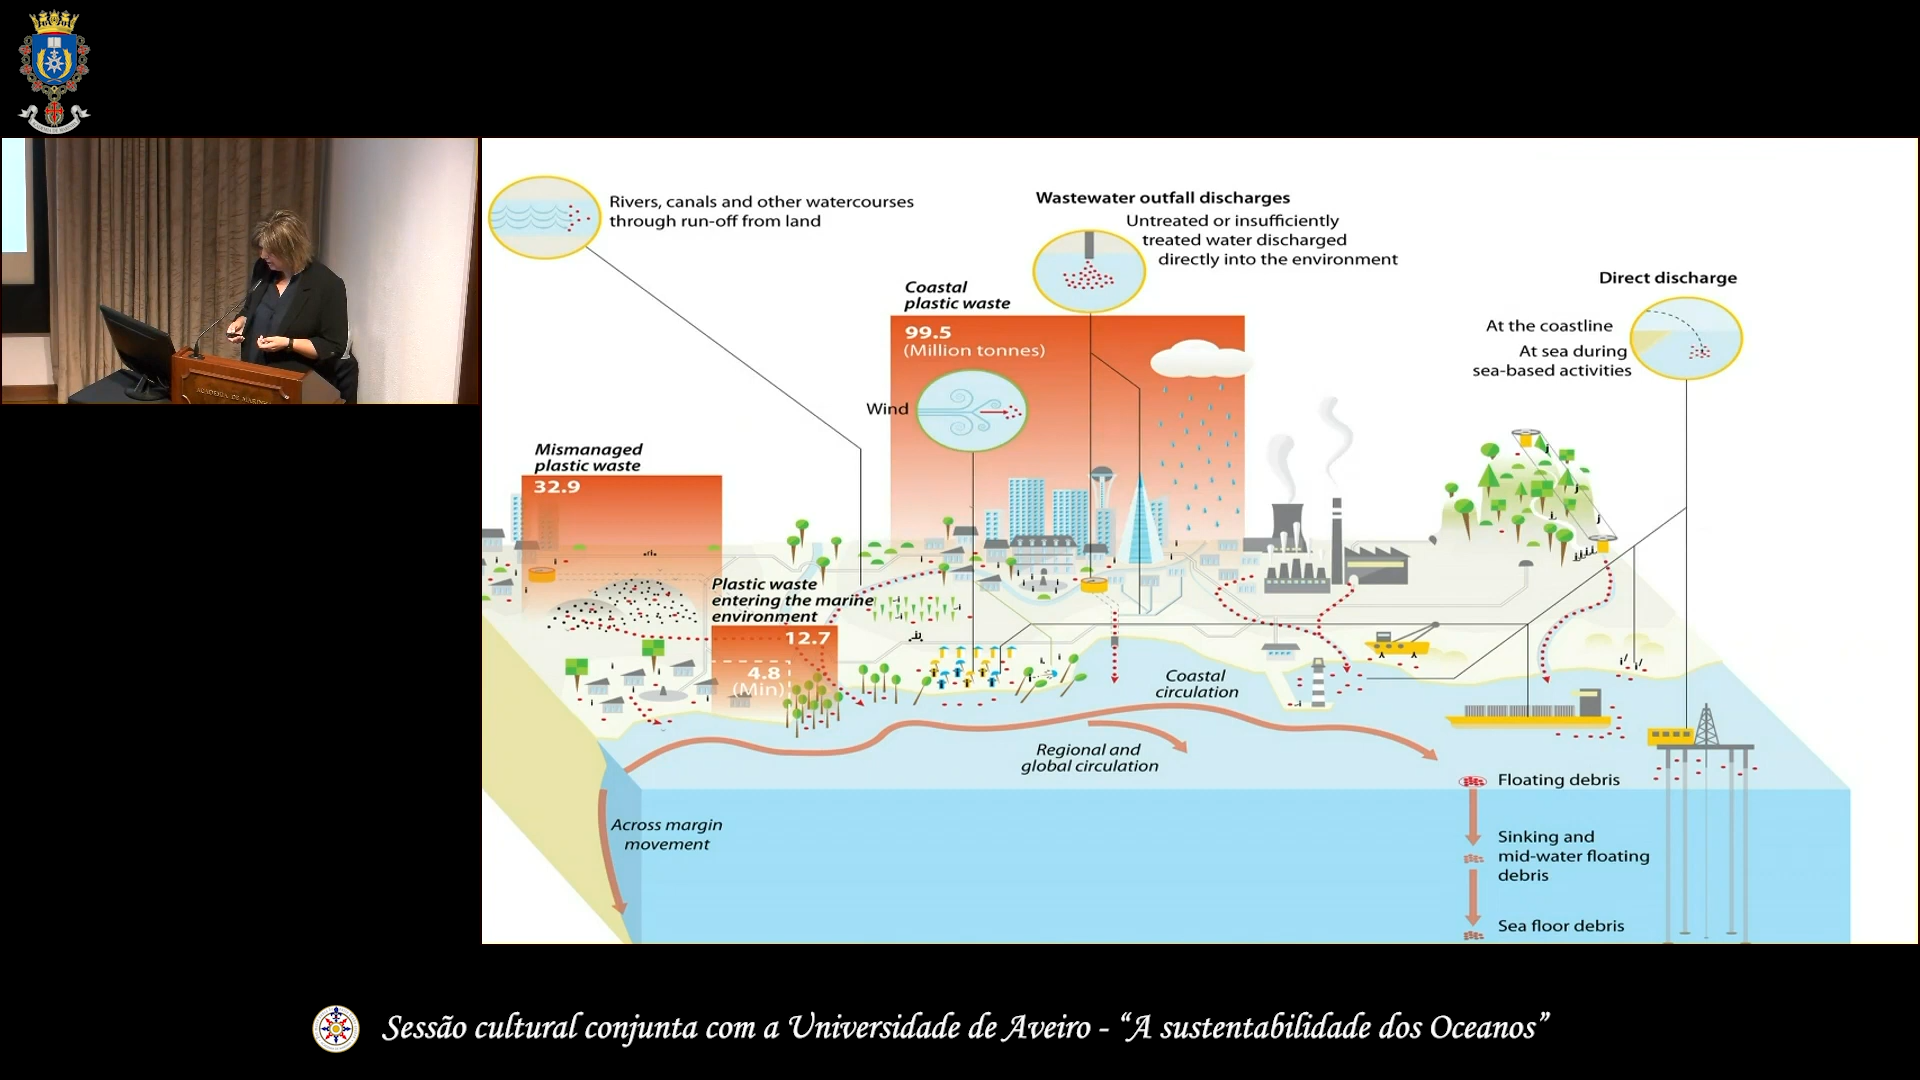 Rivers, canals and other watercourses
through run-off from land
Wastewater outfall discharges
Untreated or insufficiently
treated water discharged
directly into the environment
Coastal
plastic waste
99.5
(Million tonnes)
Wind
Direct discharge
At the coastline
At sea during
sea-based activities
Mismanaged
plastic waste
32.9
Plastic waste
entering the marine
environment
12.7
4.8
(Min)
Coastal
circulation
Regional and
global circulation
Across margin
movement
Floating debris
Sinking and
mid-water floating
debris
Sea floor debris
ACADEMIA DE MARINHA
Sessão cultural conjunta com a Universidade de Aveiro - “A sustentabilidade dos Oceanos”